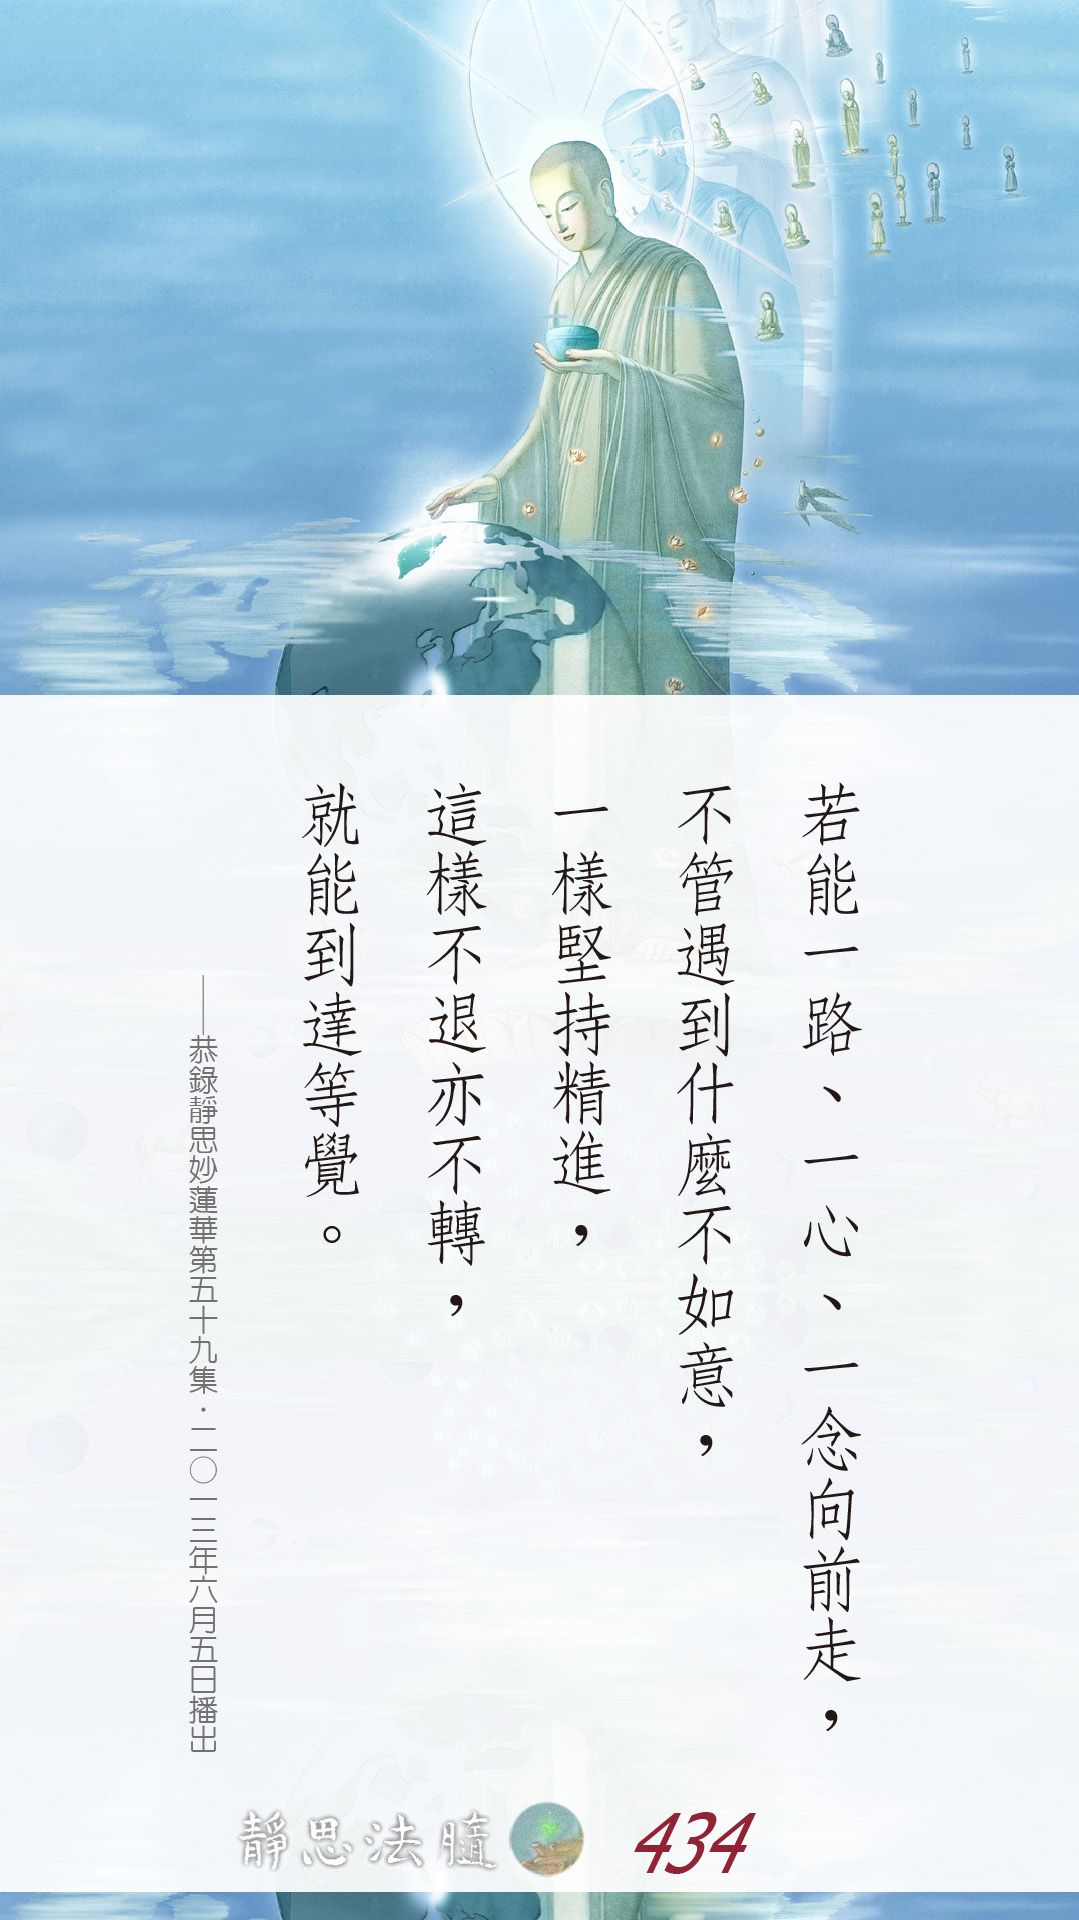 若能一路、一心、一念向前走，
不管遇到什麼不如意，
一樣堅持精進，
這樣不退亦不轉，
就能到達等覺。
——恭錄靜思妙蓮華第五十九集·二〇一三年六月五日播出
靜思法髓 434